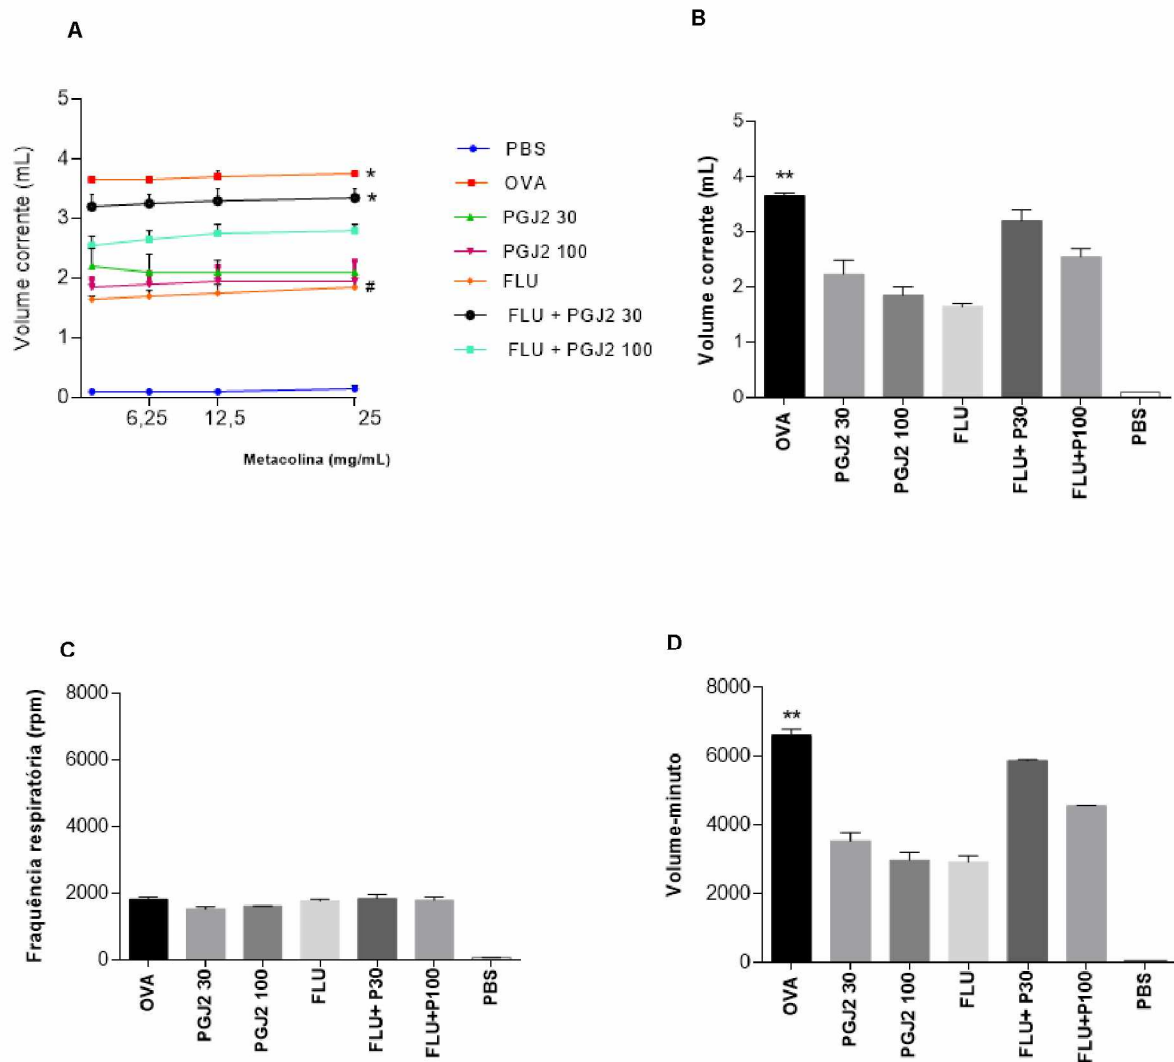 A
Volume corrente (mL)
5
4
3
2
1
0
*
*
#
6,25
12,5
25
Metacolina (mg/mL)
PBS
OVA
PGJ2 30
PGJ2 100
FLU
FLU + PGJ2 30
FLU + PGJ2 100
B
Volume corrente (mL)
5
4
3
2
1
0
**
OVA
PGJ2 30
PGJ2 100
FLU
FLU+ P30
FLU+P100
PBS
C
Fraquência respiratória (rpm)
8000
6000
4000
2000
0
OVA
PGJ2 30
PGJ2 100
FLU
FLU+ P30
FLU+P100
PBS
D
Volume-minuto
8000
6000
4000
2000
0
**
OVA
PGJ2 30
PGJ2 100
FLU
FLU+ P30
FLU+P100
PBS